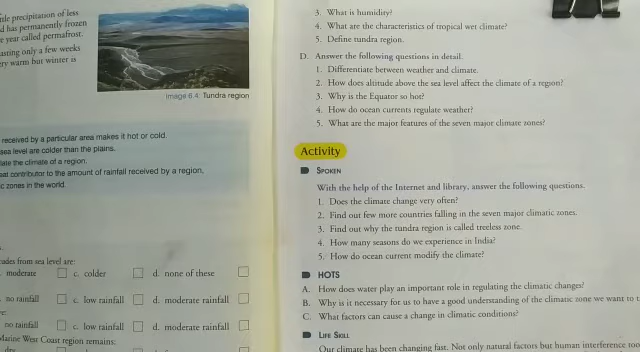 precipitation of less
d has permanently frozen
year called permafrost.
asting only a few weeks
ry warm but winter is
Image 6.4: Tundra region
received by a particular area makes it hot or cold.
sea level are colder than the plains.
late the climate of a region.
contributor to the amount of rainfall received by a region.
c zones in the world.
from sea level are:
moderate c. colder d. none of these
no rainfall c. low rainfall d. moderate rainfall
no rainfall c. low rainfall d. moderate rainfall
Marine West Coast region remains:
dry
3. What is humidity?
4. What are the characteristics of tropical wet climate?
5. Define tundra region.
D. Answer the following questions in detail.
1. Differentiate between weather and climate.
2. How does altitude above the sea level affect the climate of a region?
3. Why is the Equator so hot?
4. How do ocean currents regulate weather?
5. What are the major features of the seven major climate zones?
Activity
SPOKEN
With the help of the Internet and library, answer the following questions.
1. Does the climate change very often?
2. Find out few more countries falling in the seven major climatic zones.
3. Find out why the tundra region is called treeless zone.
4. How many seasons do we experience in India?
5. How do ocean current modify the climate?
HOTS
A. How does water play an important role in regulating the climatic changes?
B. Why is it necessary for us to have a good understanding of the climatic zone we want to t
C. What factors can cause a change in climatic conditions?
LIFE SKILL
Our climate has been changing fast. Not only natural factors but human interference too